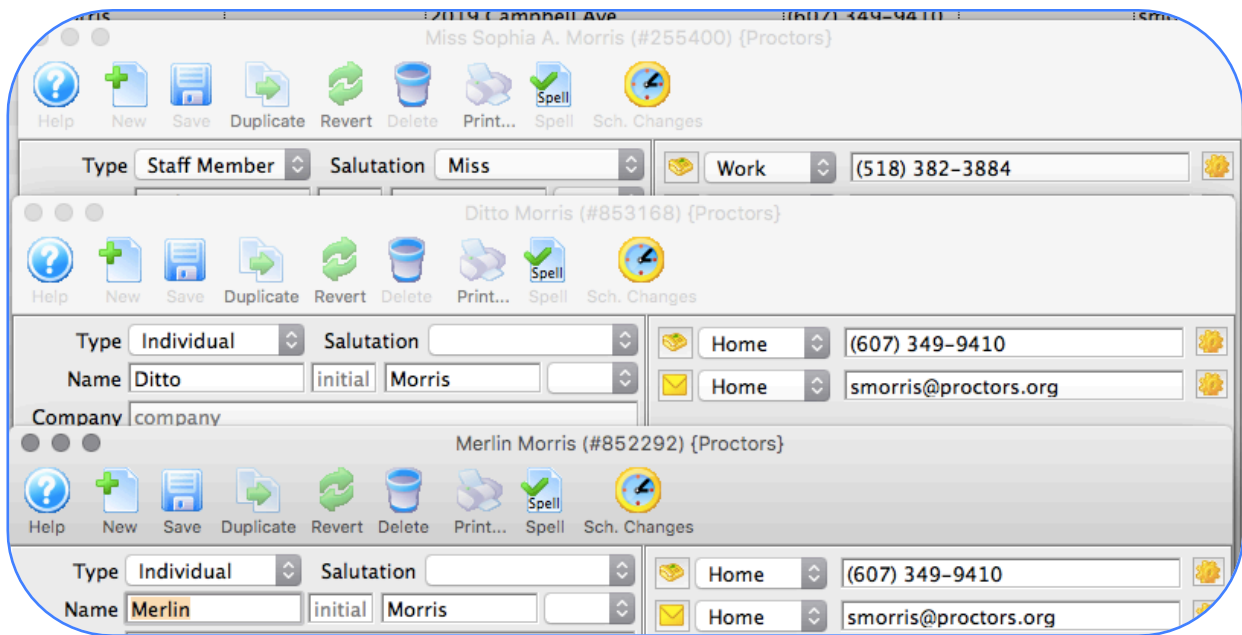 2019 Campbell Ave (607) 349-9410
Miss Sophia A. Morris (#255400) {Proctors}
Spell
Help New Save Duplicate Revert Delete Print... Spell Sch. Changes
Type Staff Member Salutation Miss Work (518) 382-3884
Ditto Morris (#853168) {Proctors}
Spell
Help New Save Duplicate Revert Delete Print... Spell Sch. Changes
Type Individual Salutation Home (607) 349-9410
Name Ditto initial Morris Home smorris@proctors.org
Company company
Merlin Morris (#852292) {Proctors}
Spell
Help New Save Duplicate Revert Delete Print... Spell Sch. Changes
Type Individual Salutation Home (607) 349-9410
Name Merlin initial Morris Home smorris@proctors.org